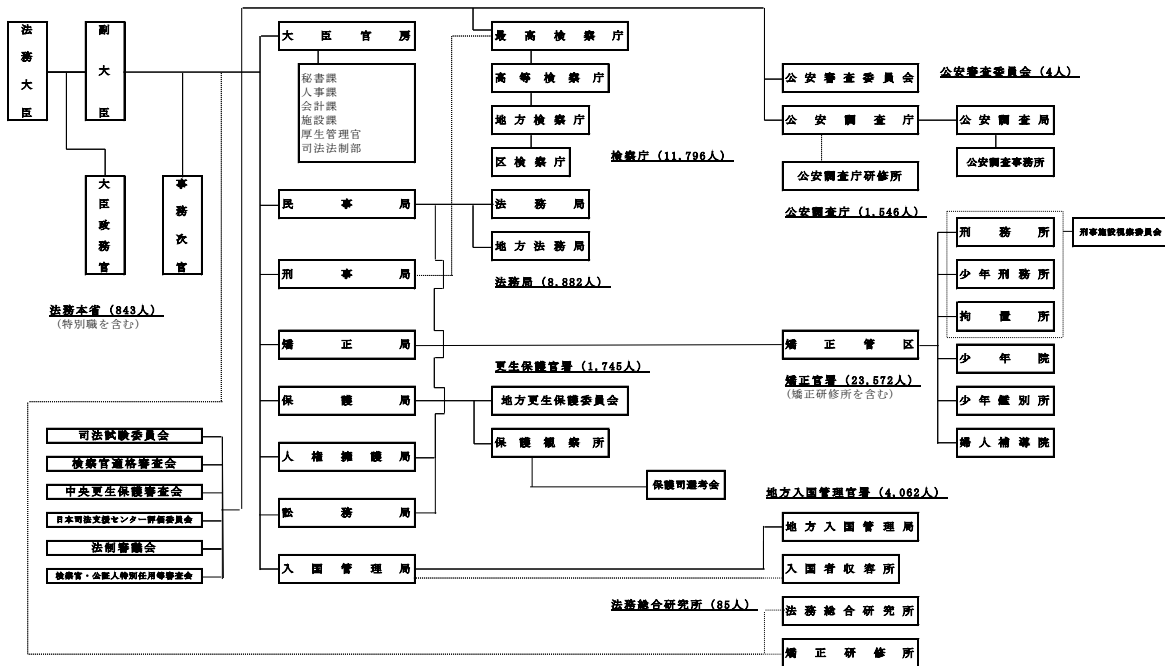 法務大臣
副大臣
大臣政務官
事務次官
法務本省 (843人)
(特別職を含む)
司法試験委員会
検察官適格審査会
中央更生保護審査会
日本司法支援センター評価委員会
法制審議会
検察官・公証人特別任用等審査会
大臣官房
秘書課
人事課
会計課
施設課
厚生管理官
司法法制部
民事局
刑事局
矯正局
保護局
人権擁護局
訟務局
入国管理局
最高検察庁
高等検察庁
地方検察庁
区検察庁
検察庁 (11,796人)
法務局
地方法務局
法務局 (8,882人)
更生保護官署 (1,745人)
地方更生保護委員会
保護観察所
保護司選考会
公安審査委員会
公安審査委員会 (4人)
公安調査庁
公安調査局
公安調査事務所
公安調査庁研修所
公安調査庁 (1,546人)
刑務所
刑事施設視察委員会
少年刑務所
拘置所
矯正管区
矯正官署 (23,572人)
(矯正研修所を含む)
少年院
少年鑑別所
婦人補導院
地方入国管理官署 (4,062人)
地方入国管理局
入国者収容所
法務総合研究所 (85人)
法務総合研究所
矯正研修所